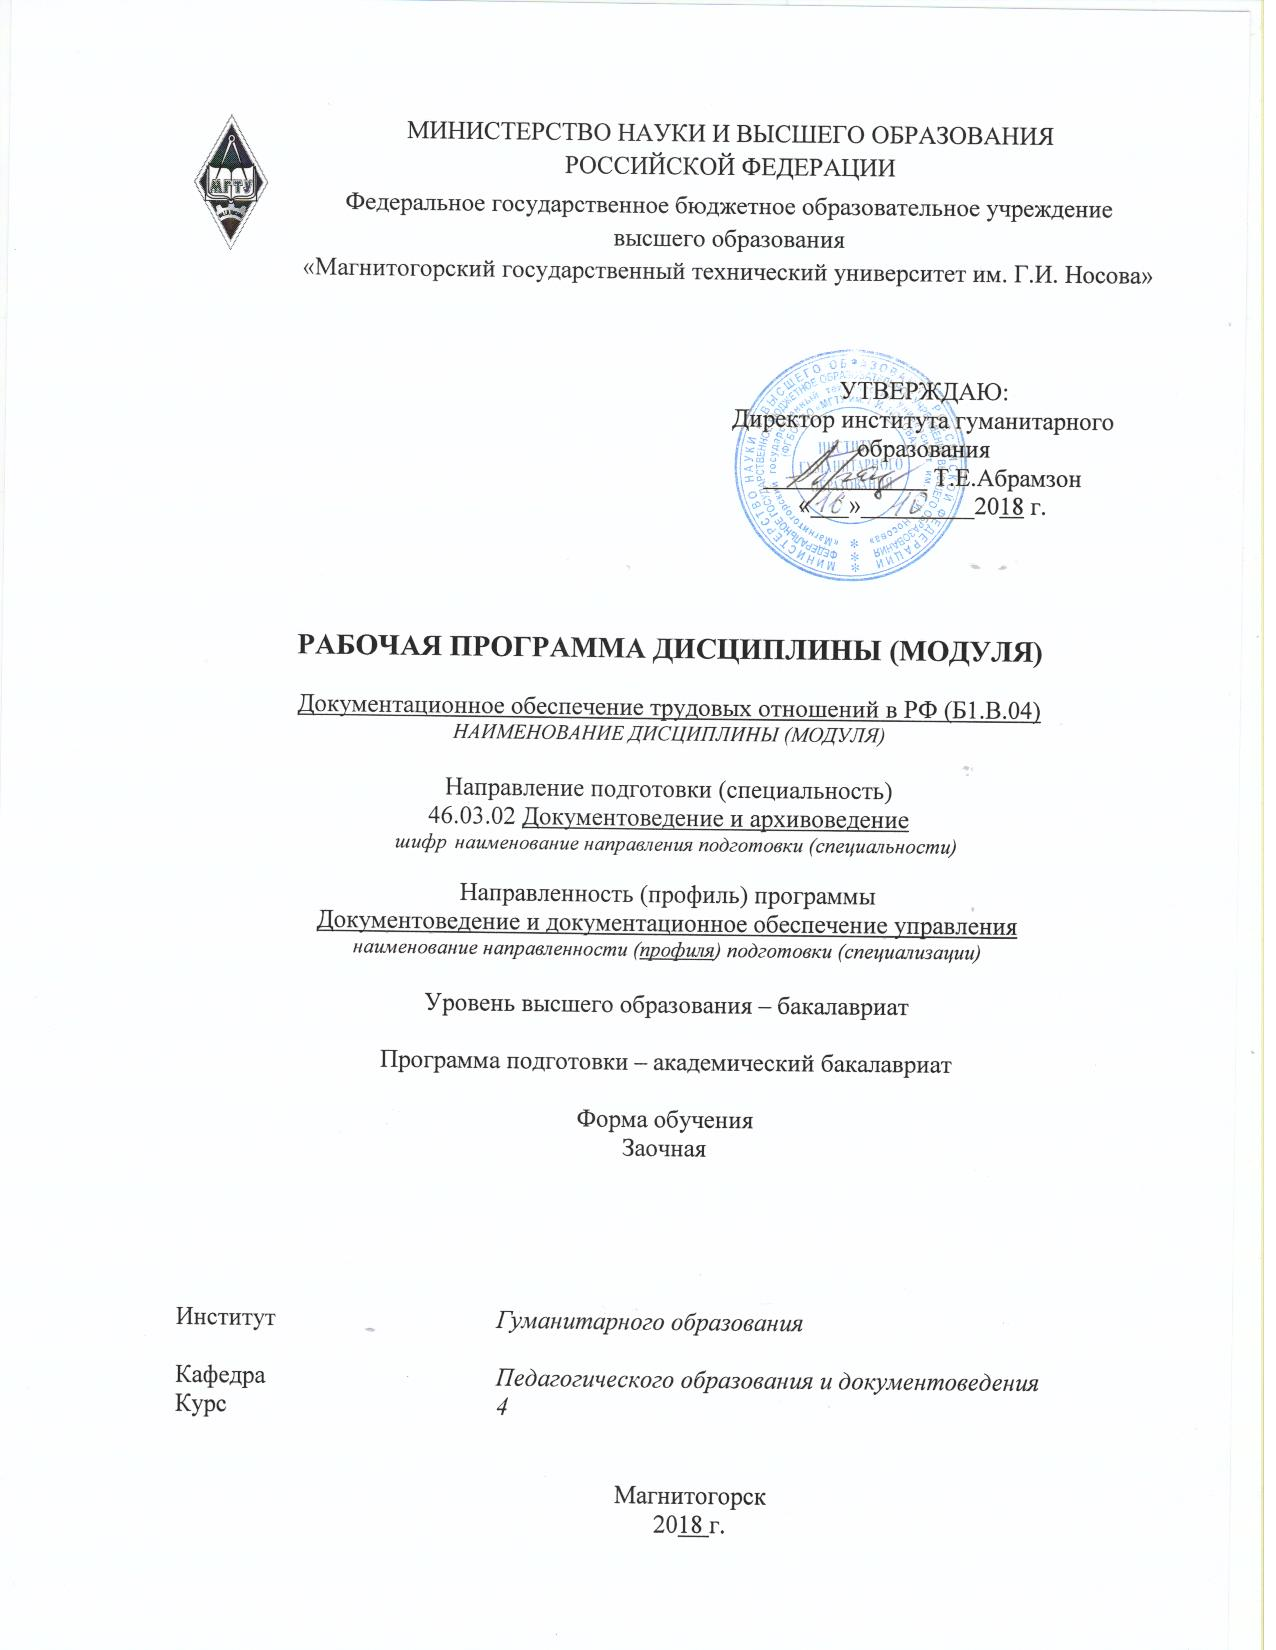 МИНИСТЕРСТВО НАУКИ И ВЫСШЕГО ОБРАЗОВАНИЯ
РОССИЙСКОЙ ФЕДЕРАЦИИ
Федеральное государственное бюджетное образовательное учреждение
высшего образования
«Магнитогорский государственный технический университет им. Г.И. Носова»
МГТУ
УТВЕРЖДАЮ:
Директор института гуманитарного
образования
Т.Е.Абрамзон
«16» 10 2018 г.
РАБОЧАЯ ПРОГРАММА ДИСЦИПЛИНЫ (МОДУЛЯ)
Документационное обеспечение трудовых отношений в РФ (Б1.В.04)
НАИМЕНОВАНИЕ ДИСЦИПЛИНЫ (МОДУЛЯ)
Направление подготовки (специальность)
46.03.02 Документоведение и архивоведение
шифр наименование направления подготовки (специальности)
Направленность (профиль) программы
Документоведение и документационное обеспечение управления
наименование направленности (профиля) подготовки (специализации)
Уровень высшего образования – бакалавриат
Программа подготовки – академический бакалавриат
Форма обучения
Заочная
Институт Гуманитарного образования
Кафедра Педагогического образования и документоведения
Курс 4
Магнитогорск
2018 г.